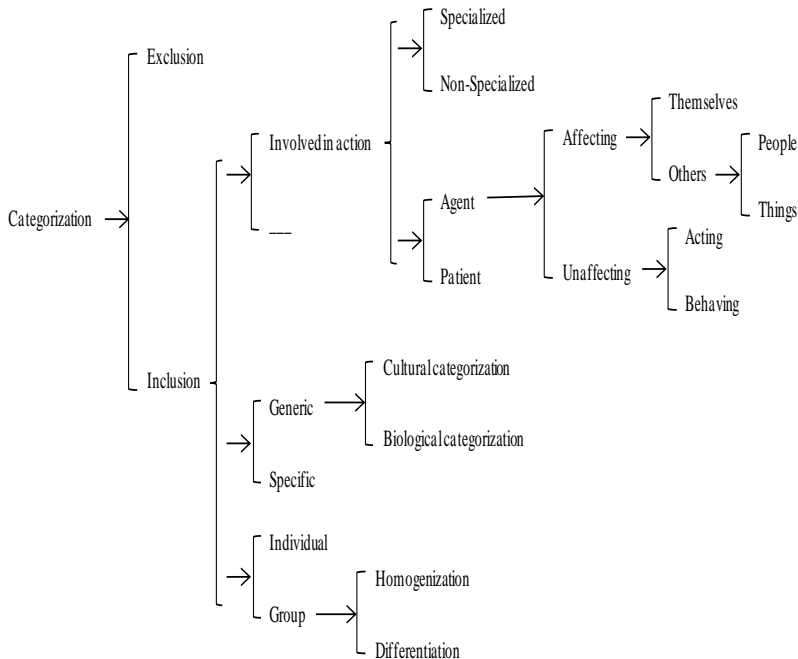 Categorization
Exclusion
Inclusion
Involved in action
___
Specialized
Non-Specialized
Agent
Patient
Affecting
Unaffecting
Themselves
Others
People
Things
Acting
Behaving
Generic
Specific
Cultural categorization
Biological categorization
Individual
Group
Homogenization
Differentiation